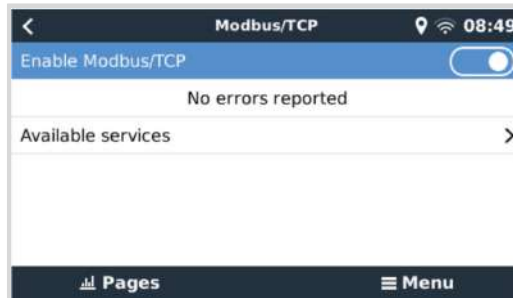 Modbus/TCP 08:49
Enable Modbus/TCP
No errors reported
Available services
Pages Menu